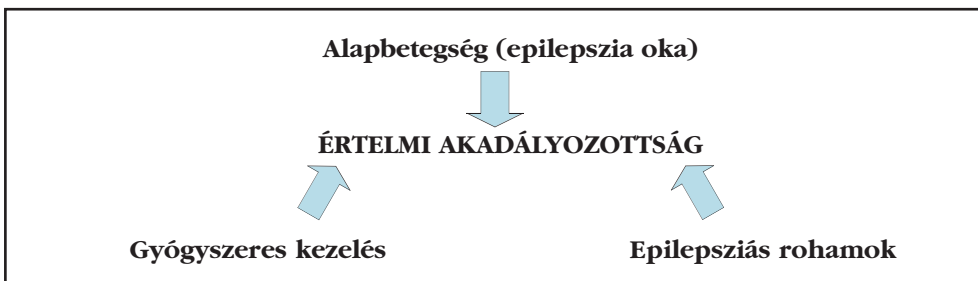 Alapbetegség (epilepszia oka)
ÉRTELMI AKADÁLYOZOTTSÁG
Gyógyszeres kezelés Epilepsziás rohamok